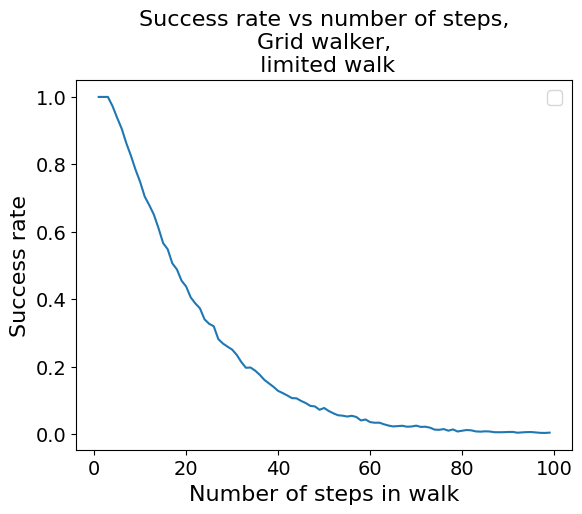 Success rate vs number of steps,
Grid walker,
limited walk
1.0
0.8
0.6
0.4
0.2
0.0
Success rate
0
20
40
60
80
100
Number of steps in walk